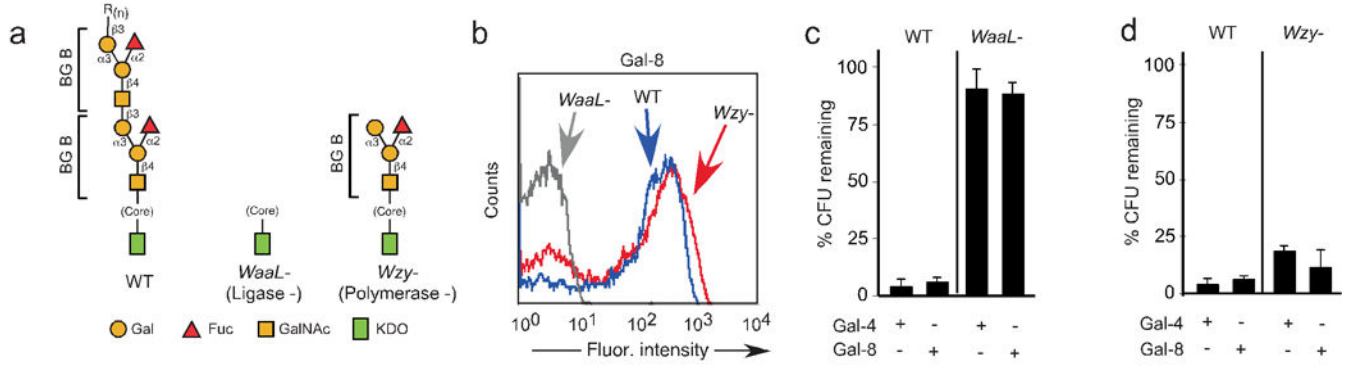 a
R(n)
β3
α3
α2
BG B
β4
β3
α3
α2
BG B
β4
(Core)
WT
(Core)
WaaL-
(Ligase -)
α3
α2
BG B
β4
(Core)
Wzy-
(Polymerase -)
Gal
Fuc
GalNAc
KDO
b
Gal-8
WaaL-
WT
Wzy-
Counts
10^0 10^1 10^2 10^3 10^4
Fluor. intensity
c
WT WaaL-
% CFU remaining
100
75
50
25
0
Gal-4 + - + -
Gal-8 - + - +
d
WT Wzy-
% CFU remaining
100
75
50
25
0
Gal-4 + - + -
Gal-8 - + - +